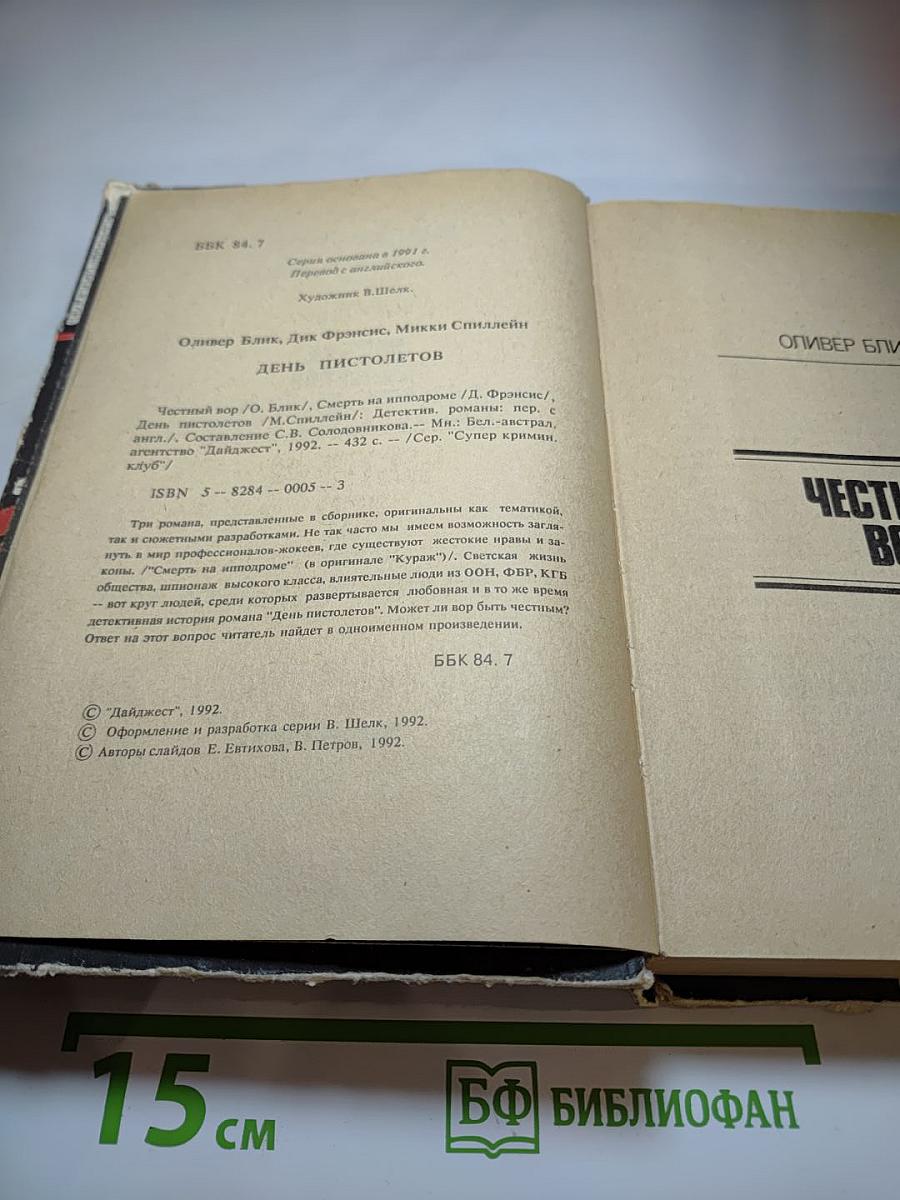 ББК 84. 7
Серия основана в 1991 г.
Перевод с английского.
Художник В.Шелк.
Оливер Блик, Дик Фрэнсис, Микки Спиллейн
ДЕНЬ ПИСТОЛЕТОВ
Честный вор /О. Блик/, Смерть на ипподроме /Д. Фрэнсис/,
День пистолетов /М.Спиллейн/: Детектив. романы: пер. с
англ./. Составление С.В. Солодовникова.-- Мн.: Бел.-австрал,
агентство "Дайджест", 1992. -- 432 с. -- /Сер. "Супер кримин.
клуб"/
ISBN 5 -- 8284 -- 0005 -- 3
Три романа, представленные в сборнике, оригинальны как тематикой,
так и сюжетными разработками. Не так часто мы имеем возможность загля-
нуть в мир профессионалов-жокеев, где существуют жестокие нравы и за-
коны. /"Смерть на ипподроме" (в оригинале "Кураж")/. Светская жизнь
общества, шпионаж высокого класса, влиятельные люди из ООН, ФБР, КГБ
-- вот круг людей, среди которых развертывается любовная и в то же время
детективная история романа "День пистолетов". Может ли вор быть честным?
Ответ на этот вопрос читатель найдет в одноименном произведении.
ББК 84. 7
© "Дайджест", 1992.
© Оформление и разработка серии В. Шелк, 1992.
© Авторы слайдов Е. Евтихова, В. Петров, 1992.
ОЛИВЕР БЛИ
ЧЕСТН
ВО
15 см
БФ БИБЛИОФАН